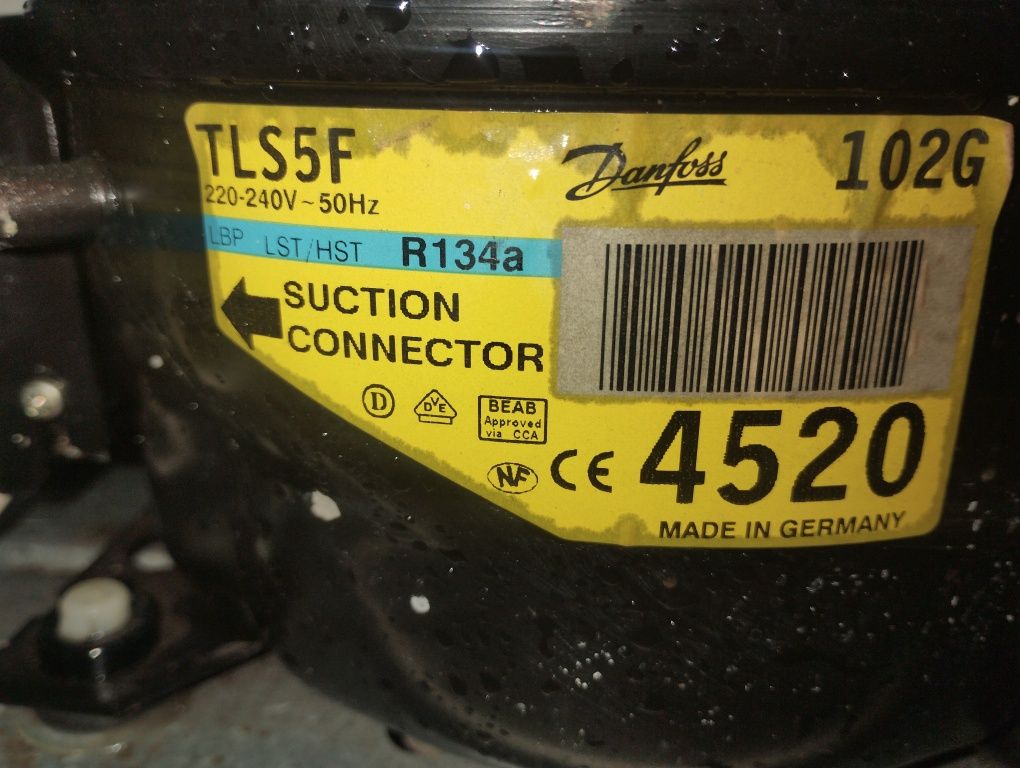 TLS5F
Danfoss
102G
220-240V ~ 50Hz
LBP LST/HST R134a
SUCTION
CONNECTOR
D
DVE
BEAB
Approved
via CCA
NF
CE
4520
MADE IN GERMANY